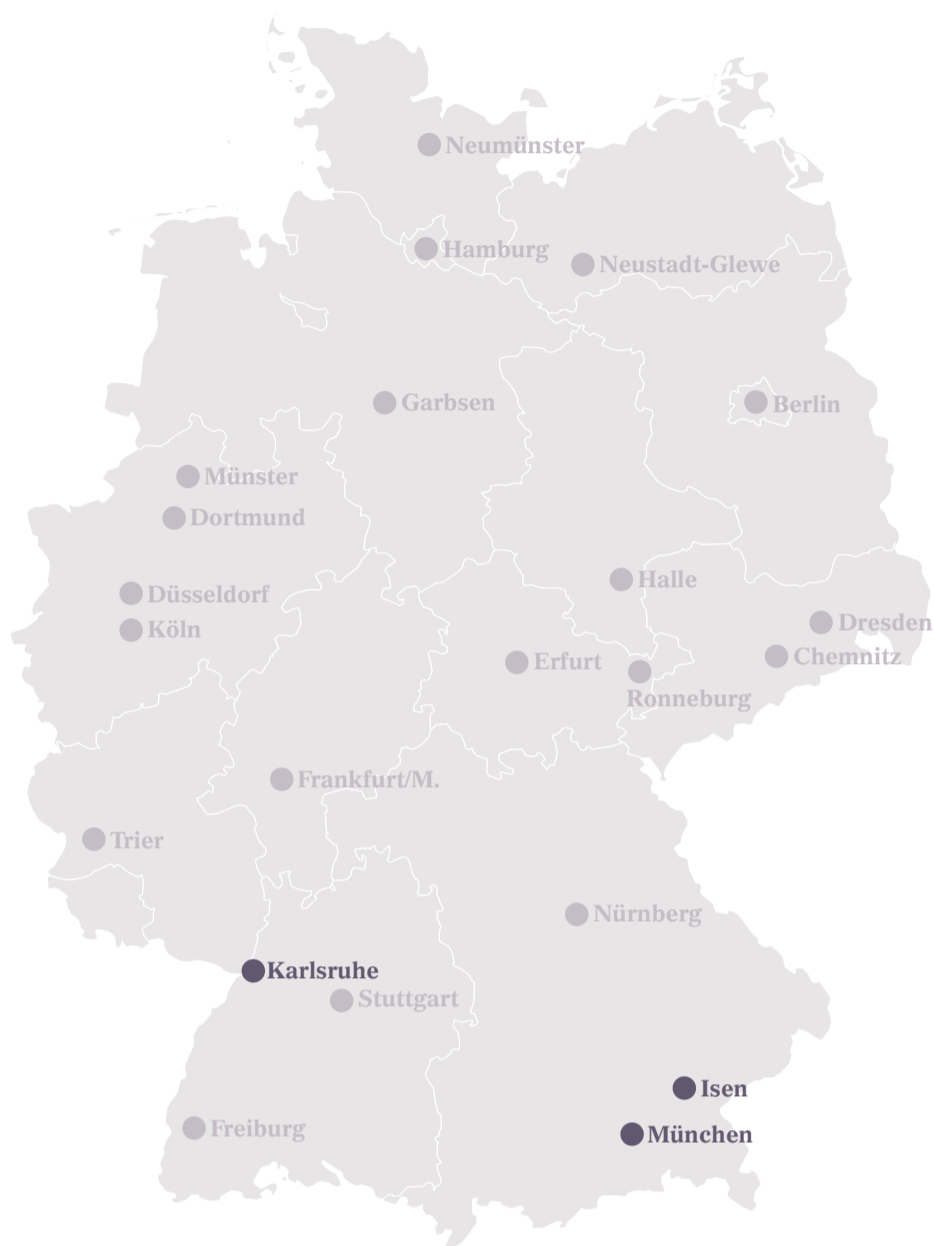 Neumünster
Hamburg
Neustadt-Glewe
Garbsen
Berlin
Münster
Dortmund
Halle
Düsseldorf
Dresden
Köln
Chemnitz
Erfurt
Ronneburg
Frankfurt/M.
Trier
Nürnberg
Karlsruhe
Stuttgart
Isen
Freiburg
München